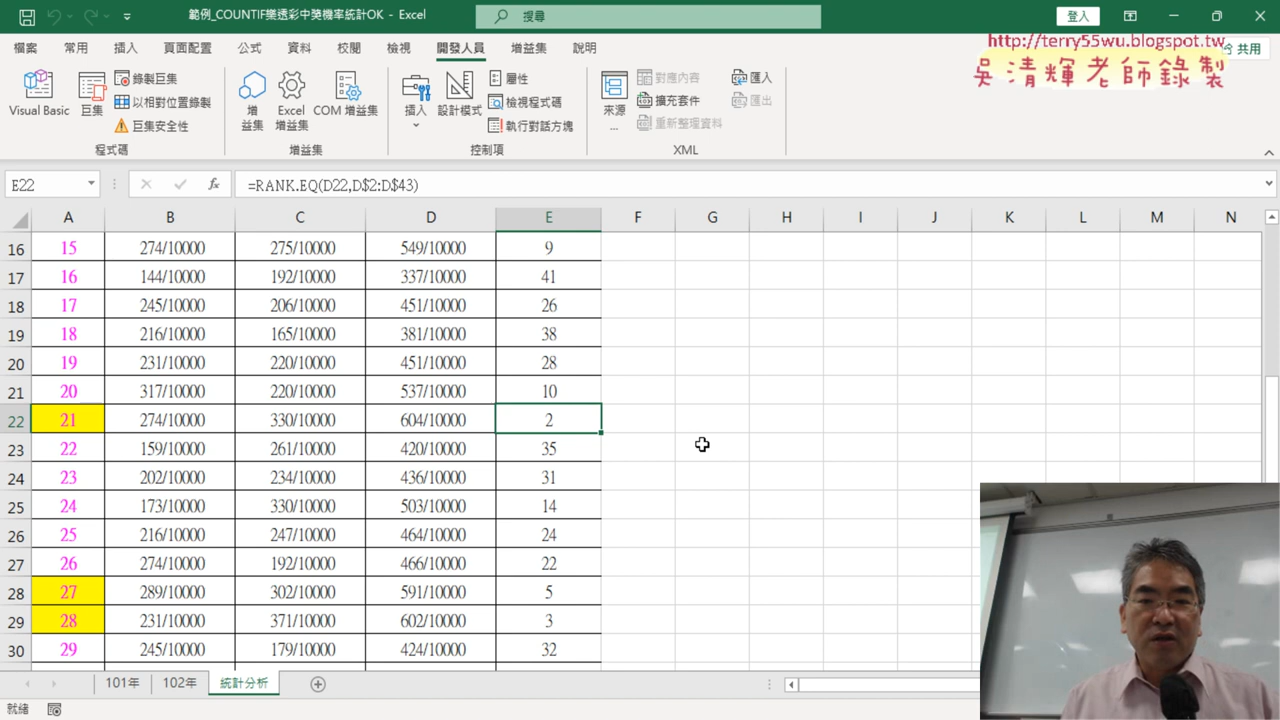 範例_COUNTIF樂透彩中獎機率統計OK - Excel
搜尋
登入
檔案 常用 插入 頁面配置 公式 資料 校閱 檢視 開發人員 增益集 說明
共用
http://terry55wu.blogspot.tw
吳清輝老師錄製
Visual Basic
巨集
錄製巨集
以相對位置錄製
巨集安全性
程式碼
增益集
Excel 增益集
COM 增益集
增益集
插入
設計模式
屬性
檢視程式碼
執行對話方塊
控制項
來源
...
對應內容
擴充套件
重新整理資料
匯入
匯出
XML
E22
fx
=RANK.EQ(D22,D$2:D$43)
A B C D E F G H I J K L M N
16 15 274/10000 275/10000 549/10000 9
17 16 144/10000 192/10000 337/10000 41
18 17 245/10000 206/10000 451/10000 26
19 18 216/10000 165/10000 381/10000 38
20 19 231/10000 220/10000 451/10000 28
21 20 317/10000 220/10000 537/10000 10
22 21 274/10000 330/10000 604/10000 2
23 22 159/10000 261/10000 420/10000 35
24 23 202/10000 234/10000 436/10000 31
25 24 173/10000 330/10000 503/10000 14
26 25 216/10000 247/10000 464/10000 24
27 26 274/10000 192/10000 466/10000 22
28 27 289/10000 302/10000 591/10000 5
29 28 231/10000 371/10000 602/10000 3
30 29 245/10000 179/10000 424/10000 32
101年 102年 統計分析
就緒